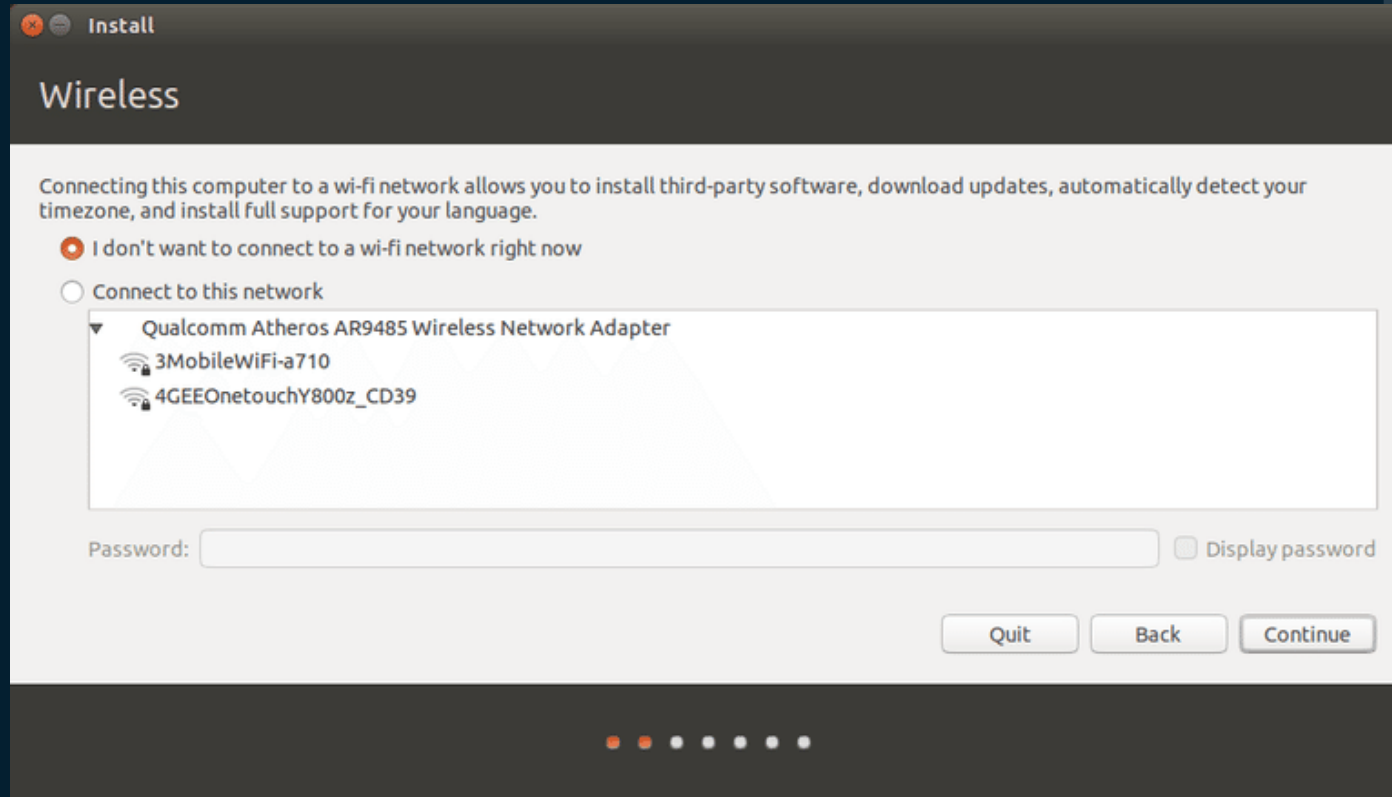 Install
Wireless
Connecting this computer to a wi-fi network allows you to install third-party software, download updates, automatically detect your
timezone, and install full support for your language.
I don't want to connect to a wi-fi network right now
Connect to this network
Qualcomm Atheros AR9485 Wireless Network Adapter
3MobileWiFi-a710
4GEEOnetouchY800z_CD39
Password:
Display password
Quit
Back
Continue